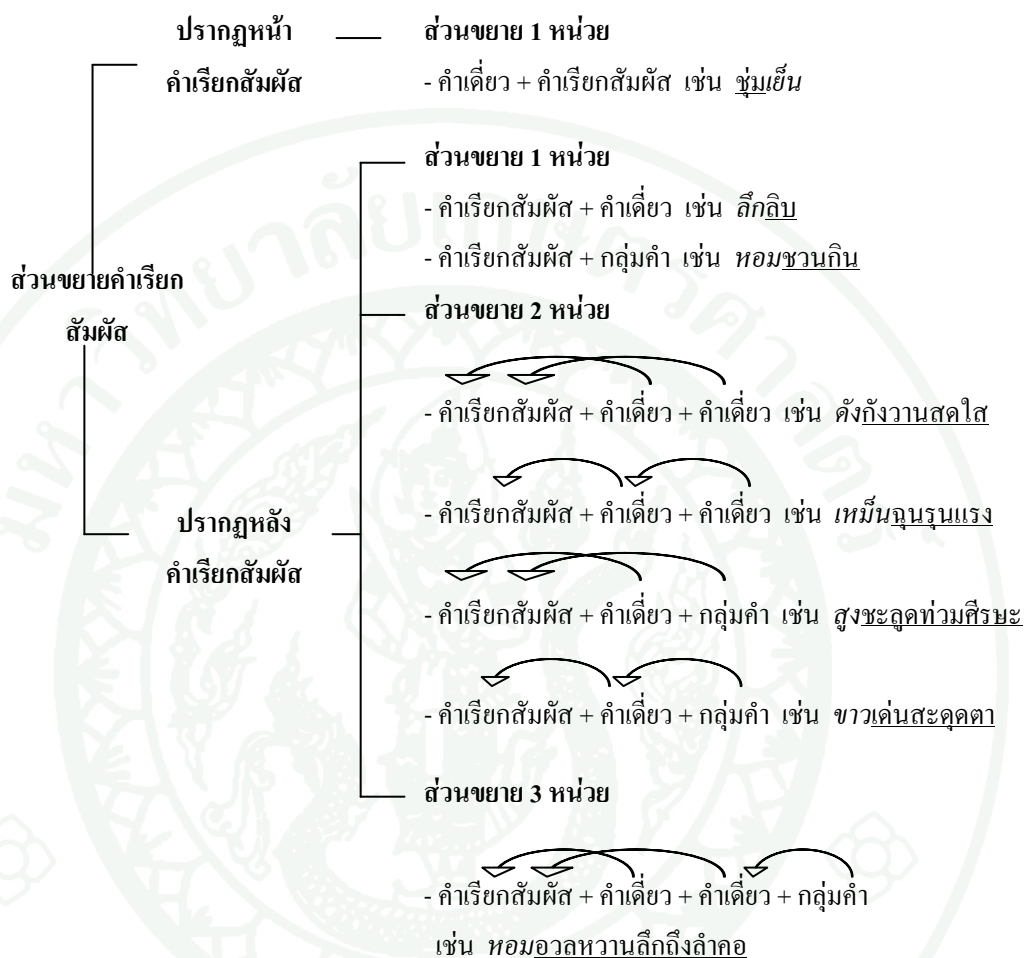 ปรากฏหน้า
คำเรียกสัมผัส
ส่วนขยาย 1 หน่วย
- คำเดี่ยว + คำเรียกสัมผัส เช่น ชุ่มเย็น
ส่วนขยายคำเรียก
สัมผัส
ปรากฏหลัง
คำเรียกสัมผัส
ส่วนขยาย 1 หน่วย
- คำเรียกสัมผัส + คำเดี่ยว เช่น ลึกลิบ
- คำเรียกสัมผัส + กลุ่มคำ เช่น หอมชวนกิน
ส่วนขยาย 2 หน่วย
- คำเรียกสัมผัส + คำเดี่ยว + คำเดี่ยว เช่น ดังกังวานสดใส
- คำเรียกสัมผัส + คำเดี่ยว + คำเดี่ยว เช่น เหม็นฉุนรุนแรง
- คำเรียกสัมผัส + คำเดี่ยว + กลุ่มคำ เช่น สูงชะลูดท่วมศีรษะ
- คำเรียกสัมผัส + คำเดี่ยว + กลุ่มคำ เช่น ขาวเด่นสะดุดตา
ส่วนขยาย 3 หน่วย
- คำเรียกสัมผัส + คำเดี่ยว + คำเดี่ยว + กลุ่มคำ
เช่น หอมอวลหวานลึกถึงลำคอ
มหาวิทยาลัยเกษตรศาสตร์